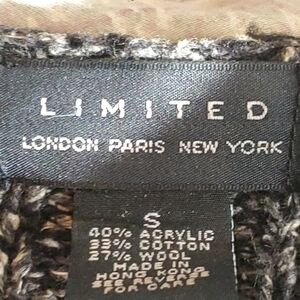 LIMITED
LONDON PARIS NEW YORK
S
40% ACRYLIC
33% COTTON
27% WOOL
MADE IN
HONG KONG
SEE REVERSE
FOR CARE